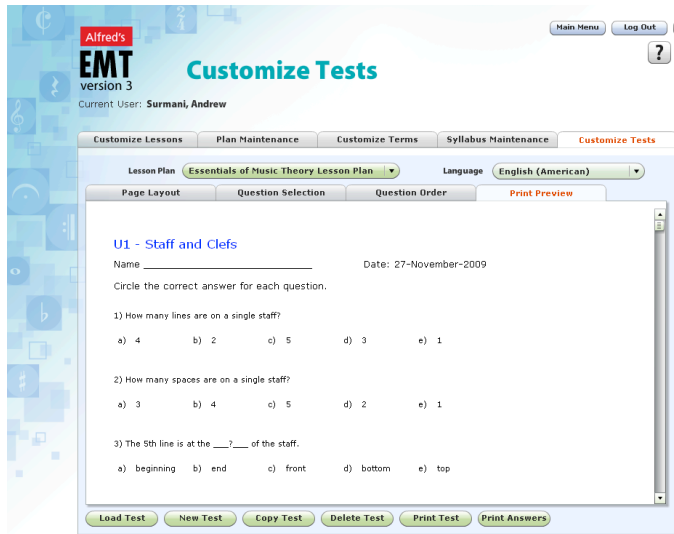 Main Menu Log Out
?
Alfred's
EMT
version 3
Customize Tests
Current User: Surmani, Andrew
Customize Lessons Plan Maintenance Customize Terms Syllabus Maintenance Customize Tests
Lesson Plan Essentials of Music Theory Lesson Plan Language English (American)
Page Layout Question Selection Question Order Print Preview
U1 - Staff and Clefs
Name ____________________________ Date: 27-November-2009
Circle the correct answer for each question.
1) How many lines are on a single staff?
a) 4 b) 2 c) 5 d) 3 e) 1
2) How many spaces are on a single staff?
a) 3 b) 4 c) 5 d) 2 e) 1
3) The 5th line is at the ___?___ of the staff.
a) beginning b) end c) front d) bottom e) top
Load Test New Test Copy Test Delete Test Print Test Print Answers